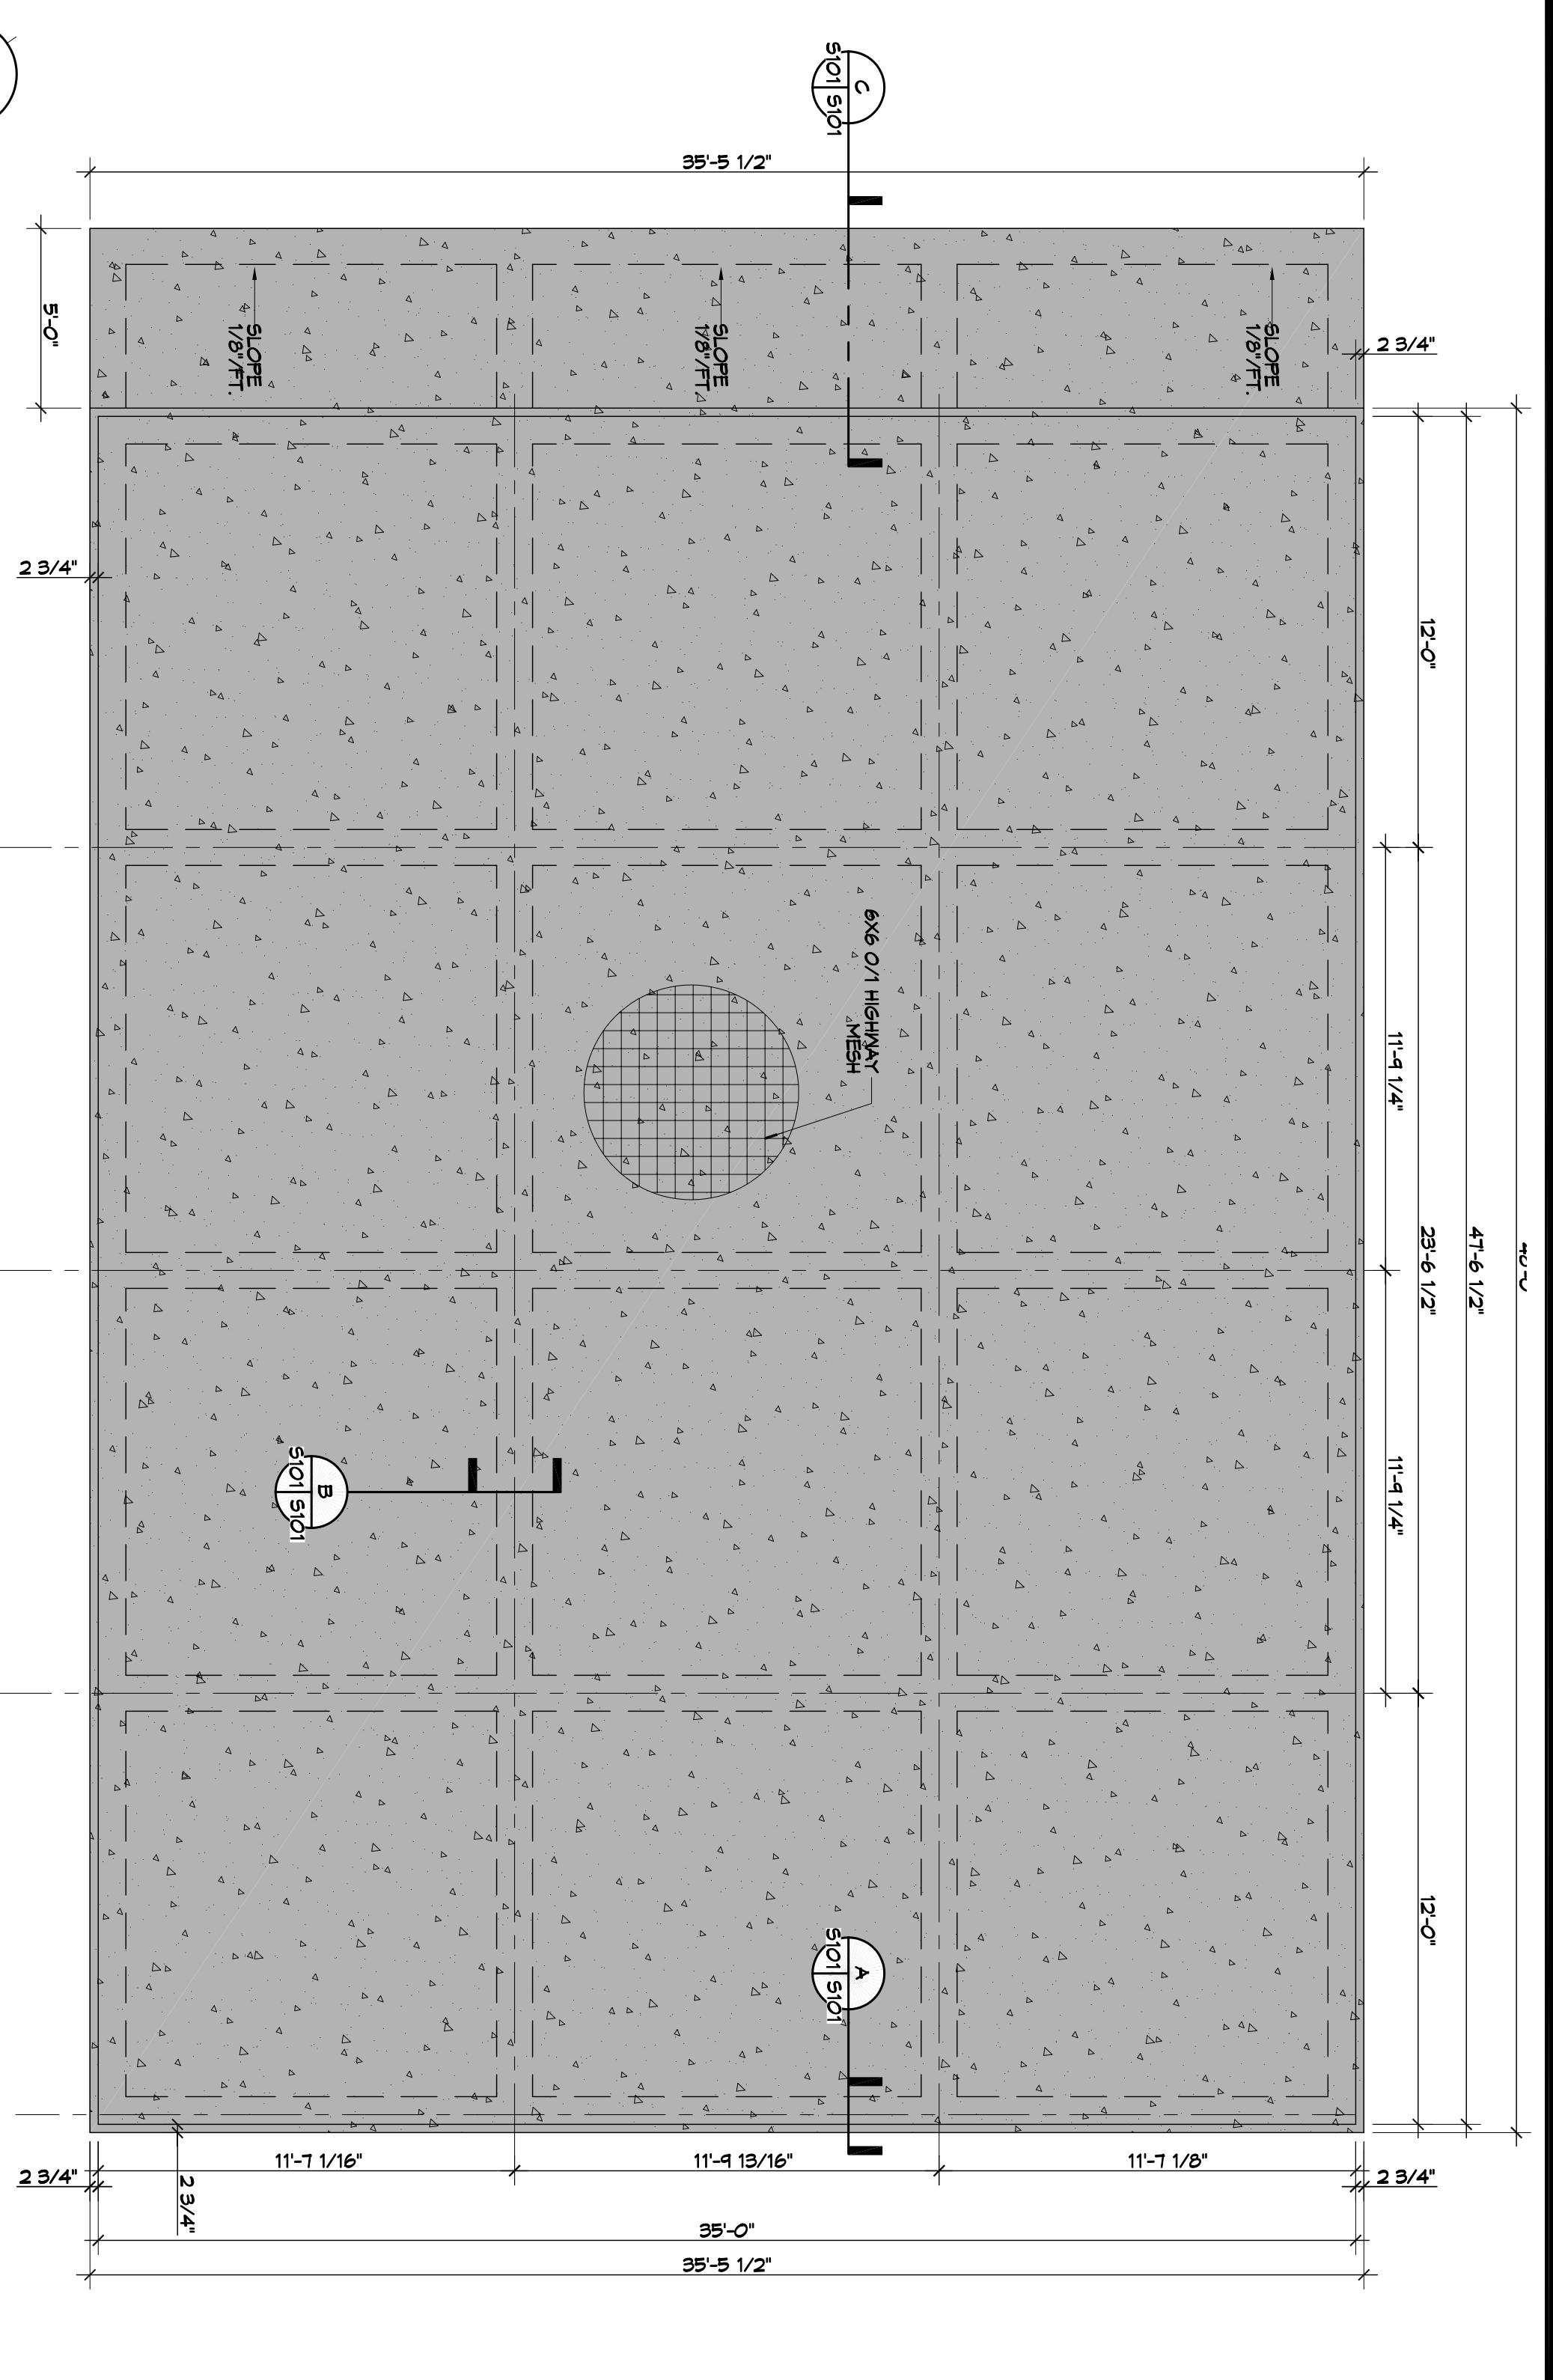 C
S101 S101
35'-5 1/2"
5'-0"
SLOPE
1/8"/FT.
SLOPE
1/8"/FT.
SLOPE
1/8"/FT.
2 3/4"
2 3/4"
12'-0"
6X6 0/1 HIGHWAY
MESH
11'-9 1/4"
23'-6 1/2"
47'-6 1/2"
11'-9 1/4"
B
S101 S101
12'-0"
A
S101 S101
11'-7 1/16"
11'-9 13/16"
11'-7 1/8"
2 3/4"
2 3/4"
2 3/4"
35'-0"
35'-5 1/2"